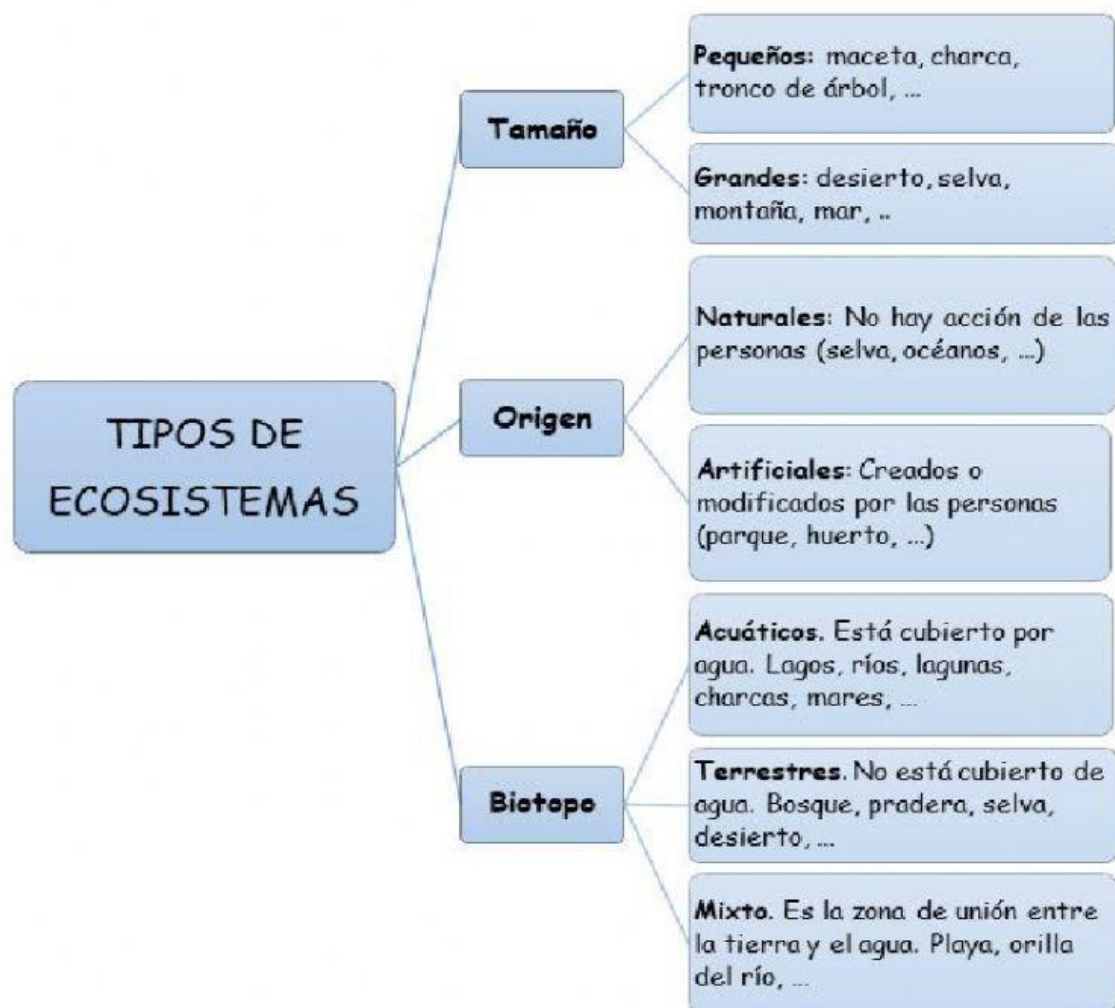 TIPOS DE
ECOSISTEMAS
Tamaño
Pequeños: maceta, charca,
tronco de árbol, ...
Grandes: desierto, selva,
montaña, mar, ..
Origen
Naturales: No hay acción de las
personas (selva, océanos, ...)
Artificiales: Creados o
modificados por las personas
(parque, huerto, ...)
Biotopo
Acuáticos. Está cubierto por
agua. Lagos, ríos, lagunas,
charcas, mares, ...
Terrestres. No está cubierto de
agua. Bosque, pradera, selva,
desierto, ...
Mixto. Es la zona de unión entre
la tierra y el agua. Playa, orilla
del río, ...